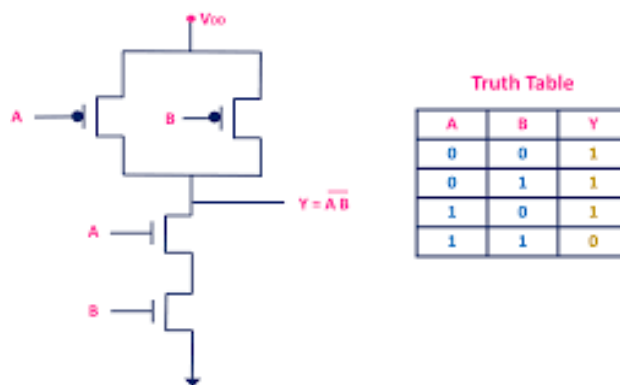 VDD
A
B
Y = A̅ B̅
A
B
Truth Table
A B Y
0 0 1
0 1 1
1 0 1
1 1 0